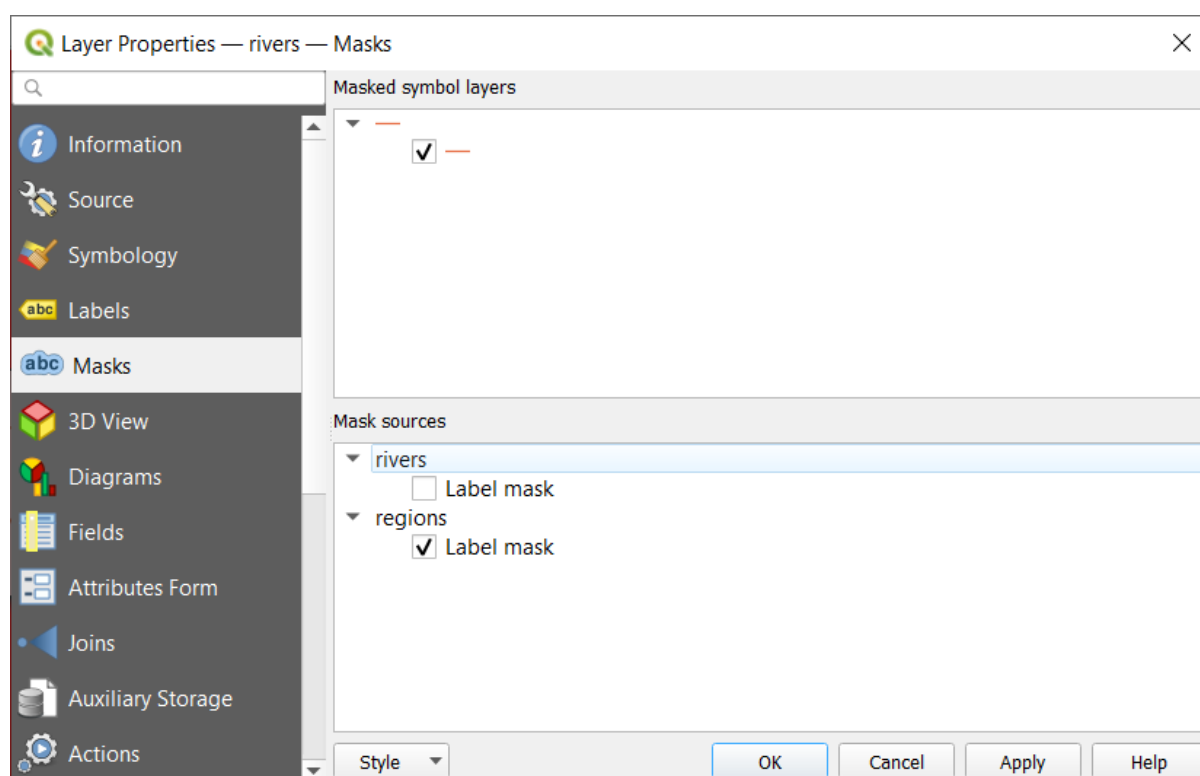 Layer Properties — rivers — Masks
Information
Source
Symbology
abc Labels
abc Masks
3D View
Diagrams
Fields
Attributes Form
Joins
Auxiliary Storage
Actions
Masked symbol layers
Mask sources
rivers
Label mask
regions
Label mask
Style
OK
Cancel
Apply
Help